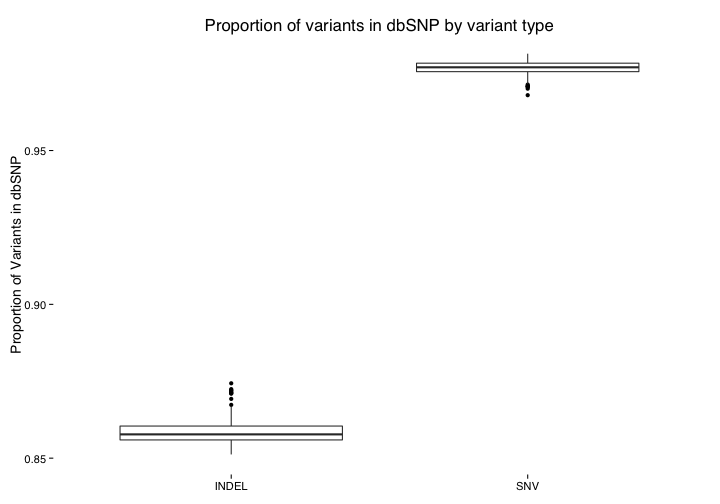 Proportion of variants in dbSNP by variant type
Proportion of Variants in dbSNP
0.95
0.90
0.85
INDEL
SNV